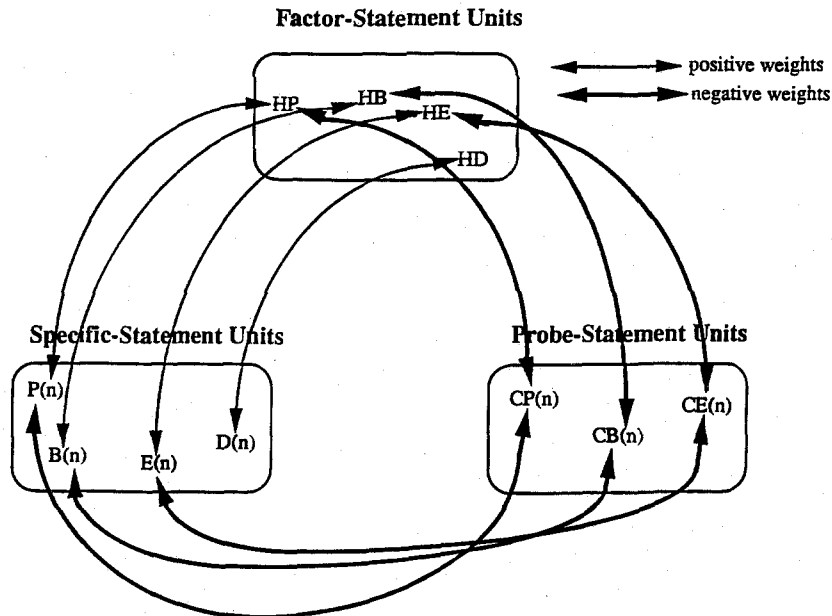 Factor-Statement Units
positive weights
negative weights
HP
HB
HE
HD
Specific-Statement Units
Probe-Statement Units
P(n)
B(n)
E(n)
D(n)
CP(n)
CB(n)
CE(n)